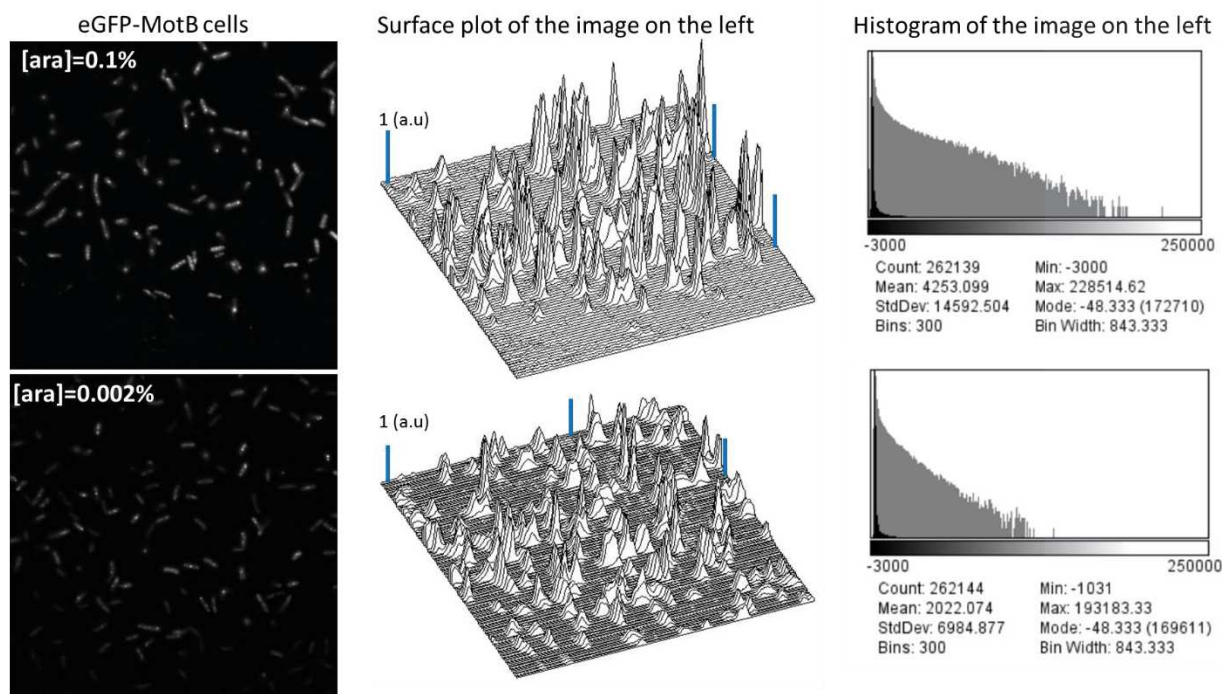 eGFP-MotB cells
Surface plot of the image on the left
Histogram of the image on the left
[ara]=0.1%
1 (a.u)
-3000 250000
Count: 262139 Min: -3000
Mean: 4253.099 Max: 228514.62
StdDev: 14592.504 Mode: -48.333 (172710)
Bins: 300 Bin Width: 843.333
[ara]=0.002%
1 (a.u)
-3000 250000
Count: 262144 Min: -1031
Mean: 2022.074 Max: 193183.33
StdDev: 6984.877 Mode: -48.333 (169611)
Bins: 300 Bin Width: 843.333